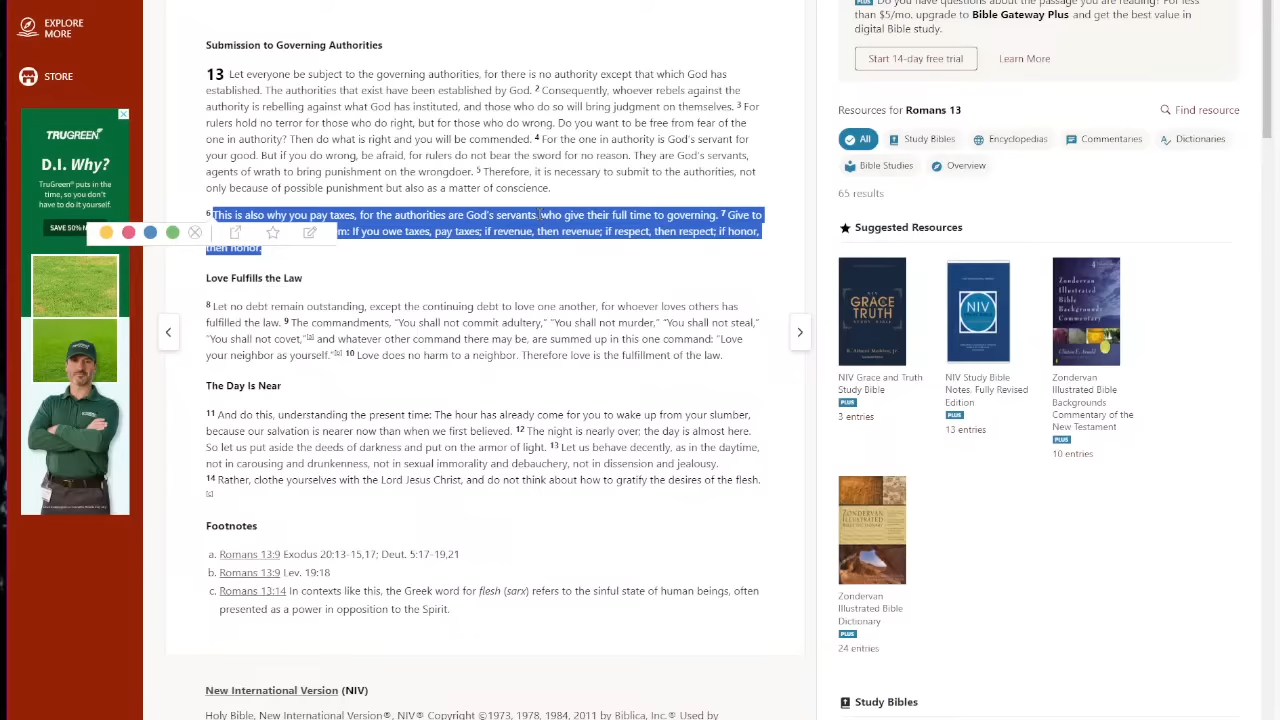 EXPLORE
MORE
STORE
TRUGREEN
D.I. Why?
TruGreen® puts in the
time, so you don't
have to do it yourself.
SAVE 50%
Submission to Governing Authorities
13 Let everyone be subject to the governing authorities, for there is no authority except that which God has
established. The authorities that exist have been established by God. 2 Consequently, whoever rebels against the
authority is rebelling against what God has instituted, and those who do so will bring judgment on themselves. 3 For
rulers hold no terror for those who do right, but for those who do wrong. Do you want to be free from fear of the
one in authority? Then do what is right and you will be commended. 4 For the one in authority is God's servant for
your good. But if you do wrong, be afraid, for rulers do not bear the sword for no reason. They are God's servants,
agents of wrath to bring punishment on the wrongdoer. 5 Therefore, it is necessary to submit to the authorities, not
only because of possible punishment but also as a matter of conscience.
6 This is also why you pay taxes, for the authorities are God's servants, who give their full time to governing. 7 Give to
m: If you owe taxes, pay taxes; if revenue, then revenue; if respect, then respect; if honor,
then honor.
Love Fulfills the Law
8 Let no debt remain outstanding, except the continuing debt to love one another, for whoever loves others has
fulfilled the law. 9 The commandments, “You shall not commit adultery,” “You shall not murder,” “You shall not steal,”
“You shall not covet,”[a] and whatever other command there may be, are summed up in this one command: “Love
your neighbor as yourself.”[b] 10 Love does no harm to a neighbor. Therefore love is the fulfillment of the law.
The Day Is Near
11 And do this, understanding the present time: The hour has already come for you to wake up from your slumber,
because our salvation is nearer now than when we first believed. 12 The night is nearly over; the day is almost here.
So let us put aside the deeds of darkness and put on the armor of light. 13 Let us behave decently, as in the daytime,
not in carousing and drunkenness, not in sexual immorality and debauchery, not in dissension and jealousy.
14 Rather, clothe yourselves with the Lord Jesus Christ, and do not think about how to gratify the desires of the flesh.
[c]
Footnotes
a. Romans 13:9 Exodus 20:13-15,17; Deut. 5:17-19,21
b. Romans 13:9 Lev. 19:18
c. Romans 13:14 In contexts like this, the Greek word for flesh (sarx) refers to the sinful state of human beings, often
presented as a power in opposition to the Spirit.
New International Version (NIV)
Holy Bible, New International Version®, NIV® Copyright ©1973, 1978, 1984, 2011 by Biblica, Inc.® Used by
PLUS Do you have questions about the passage you are reading? For less
than $5/mo, upgrade to Bible Gateway Plus and get the best value in
digital Bible study.
Start 14-day free trial
Learn More
Resources for Romans 13
Find resource
All
Study Bibles
Encyclopedias
Commentaries
Dictionaries
Bible Studies
Overview
65 results
Suggested Resources
NIV
GRACE
TRUTH
STUDY BIBLE
NIV
NIV Grace and Truth
Study Bible
PLUS
3 entries
NIV Study Bible
Notes, Fully Revised
Edition
PLUS
13 entries
Zondervan
Illustrated Bible
Backgrounds
Commentary of the
New Testament
PLUS
10 entries
Zondervan
Illustrated Bible
Dictionary
PLUS
24 entries
Study Bibles